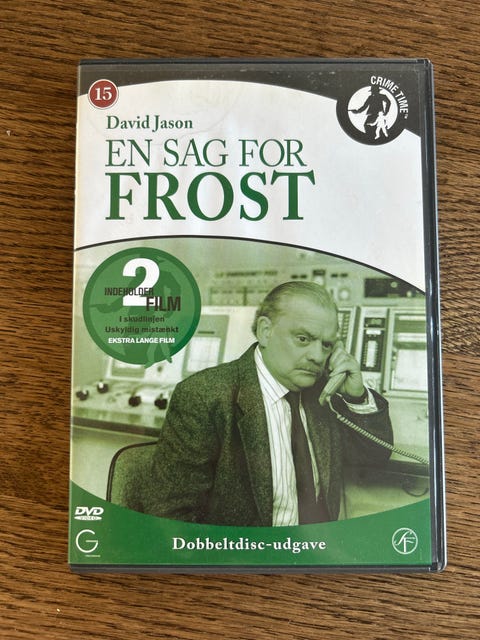 15
CRIME TIME
David Jason
EN SAG FOR
FROST
2
INDEHOLDER
FILM
I skudlinjen
Uskyldig mistænkt
EKSTRA LANGE FILM
DVD
G
Dobbeltdisc-udgave
SF